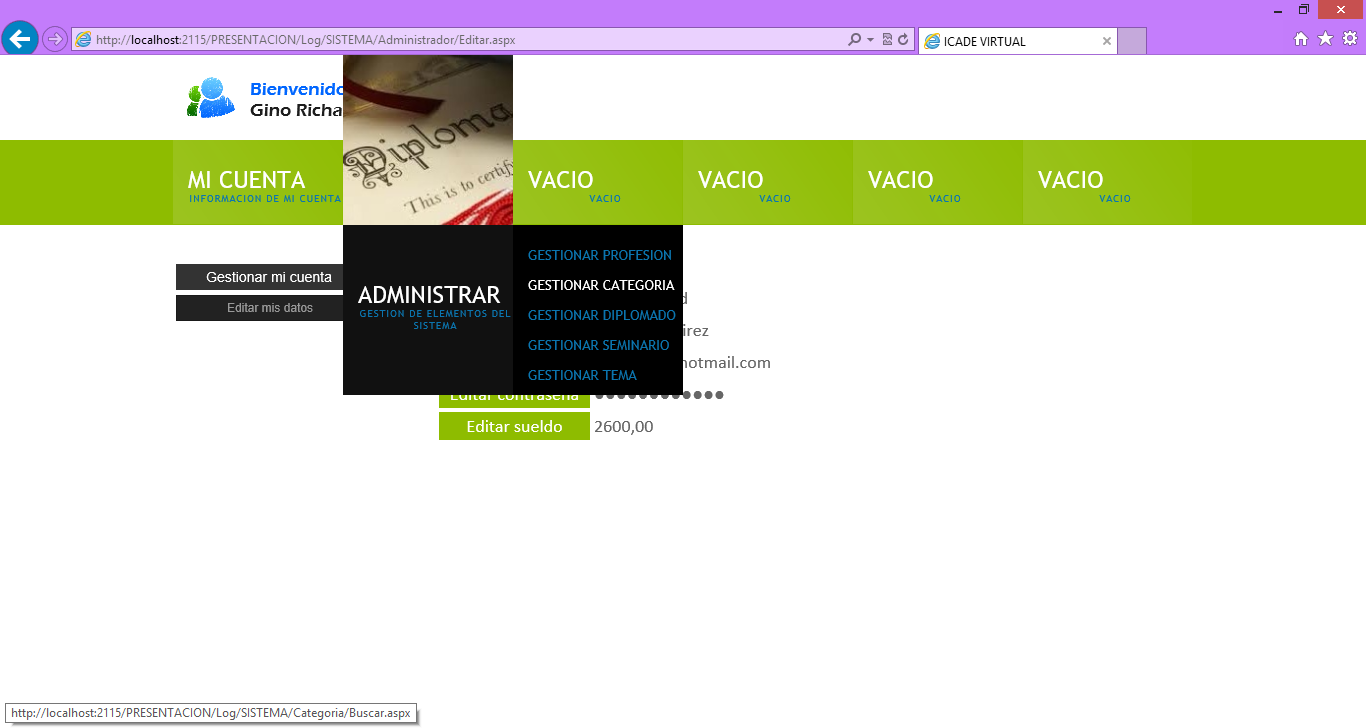 http://localhost:2115/PRESENTACION/Log/SISTEMA/Administrador/Editar.aspx
ICADE VIRTUAL
Bienvenido
Gino Richa
Diploma
This is to certify
MI CUENTA
INFORMACION DE MI CUENTA
VACIO
VACIO
VACIO
VACIO
VACIO
VACIO
VACIO
VACIO
Gestionar mi cuenta
Editar mis datos
ADMINISTRAR
GESTION DE ELEMENTOS DEL
SISTEMA
GESTIONAR PROFESION
GESTIONAR CATEGORIA
GESTIONAR DIPLOMADO
GESTIONAR SEMINARIO
GESTIONAR TEMA
d
irez
hotmail.com
Editar contraseña ●●●●●●●●●●●●
Editar sueldo 2600,00
http://localhost:2115/PRESENTACION/Log/SISTEMA/Categoria/Buscar.aspx